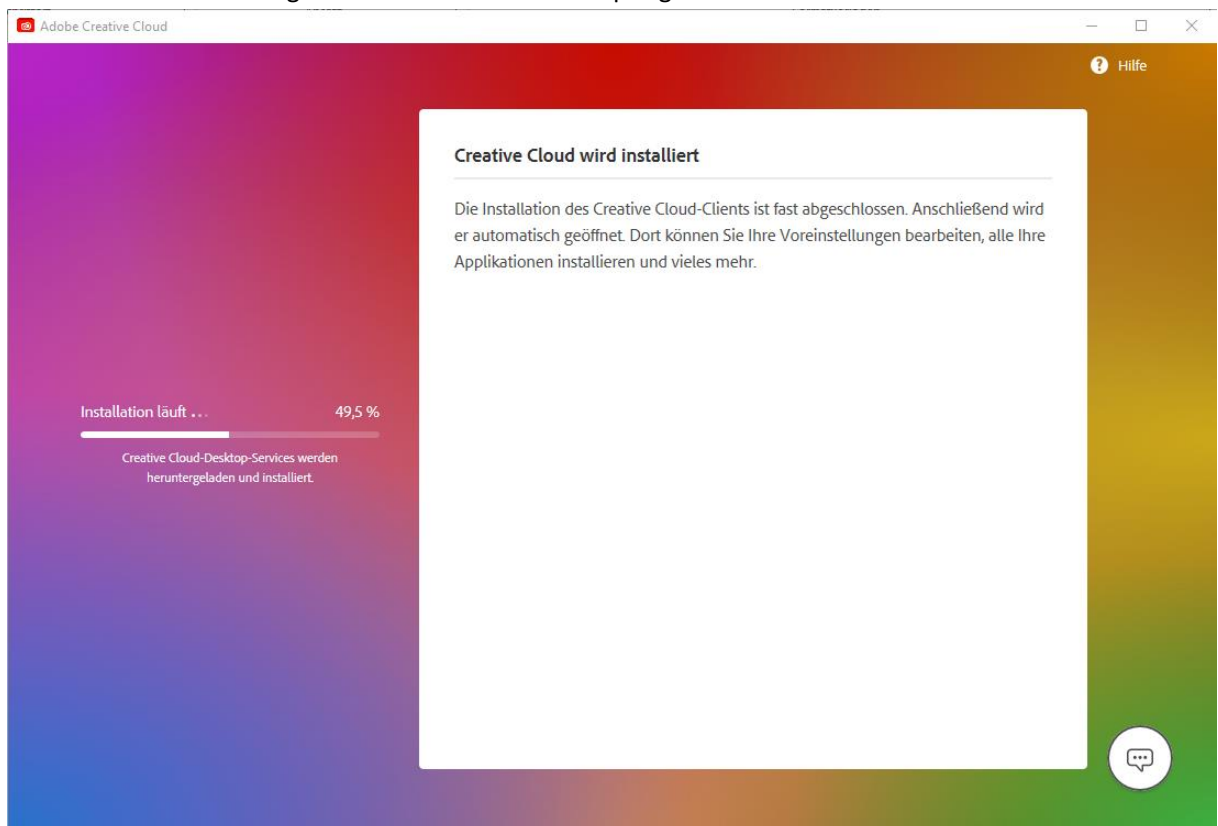 Adobe Creative Cloud
Hilfe
Creative Cloud wird installiert
Die Installation des Creative Cloud-Clients ist fast abgeschlossen. Anschließend wird
er automatisch geöffnet. Dort können Sie Ihre Voreinstellungen bearbeiten, alle Ihre
Applikationen installieren und vieles mehr.
Installation läuft ... 49,5 %
Creative Cloud-Desktop-Services werden
heruntergeladen und installiert.